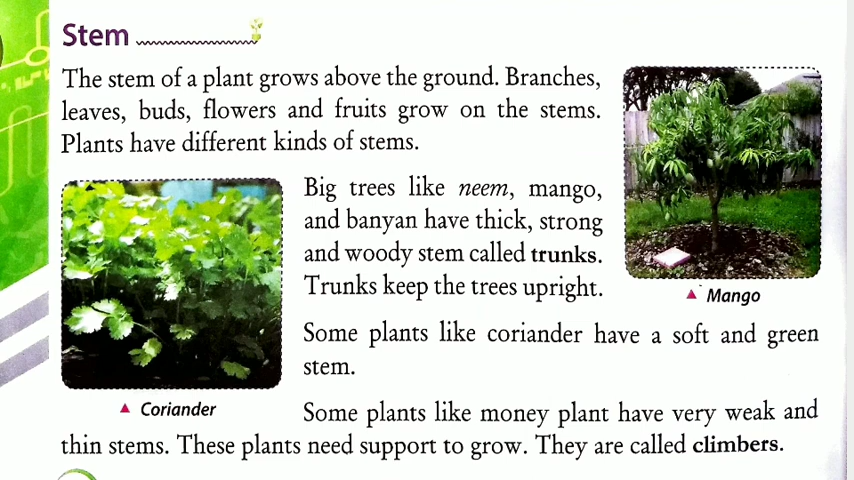 Stem
The stem of a plant grows above the ground. Branches,
leaves, buds, flowers and fruits grow on the stems.
Plants have different kinds of stems.
Big trees like neem, mango,
and banyan have thick, strong
and woody stem called trunks.
Trunks keep the trees upright.
▲ Mango
Some plants like coriander have a soft and green
stem.
▲ Coriander
Some plants like money plant have very weak and
thin stems. These plants need support to grow. They are called climbers.